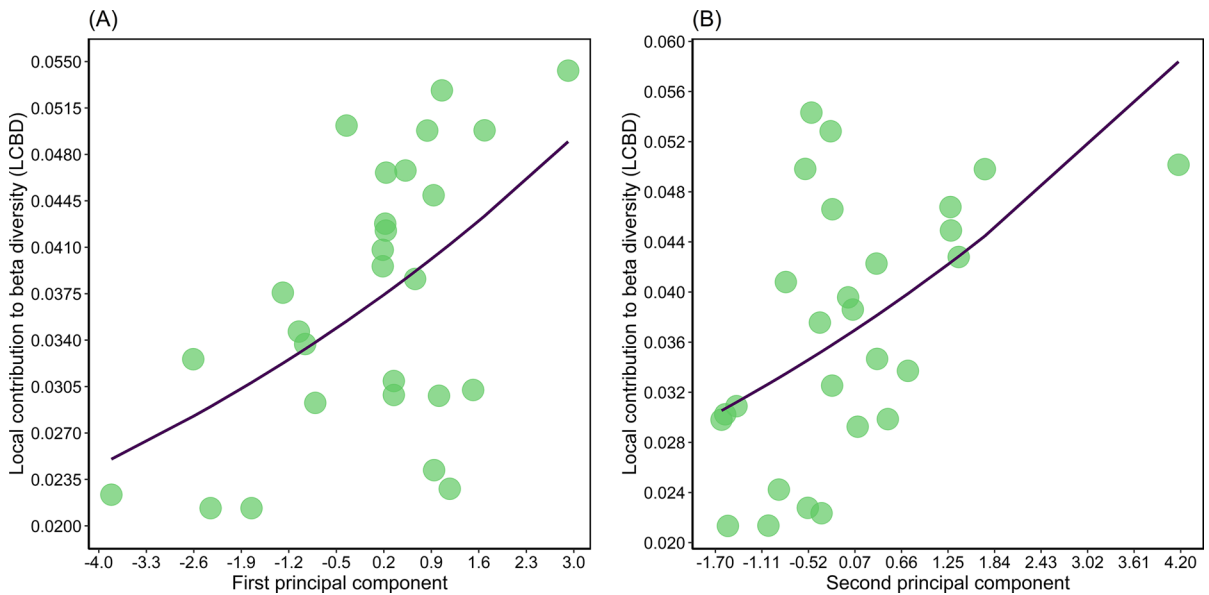 (A)
Local contribution to beta diversity (LCBD)
0.0550
0.0515
0.0480
0.0445
0.0410
0.0375
0.0340
0.0305
0.0270
0.0235
0.0200
-4.0 -3.3 -2.6 -1.9 -1.2 -0.5 0.2 0.9 1.6 2.3 3.0
First principal component
(B)
Local contribution to beta diversity (LCBD)
0.060
0.056
0.052
0.048
0.044
0.040
0.036
0.032
0.028
0.024
0.020
-1.70 -1.11 -0.52 0.07 0.66 1.25 1.84 2.43 3.02 3.61 4.20
Second principal component